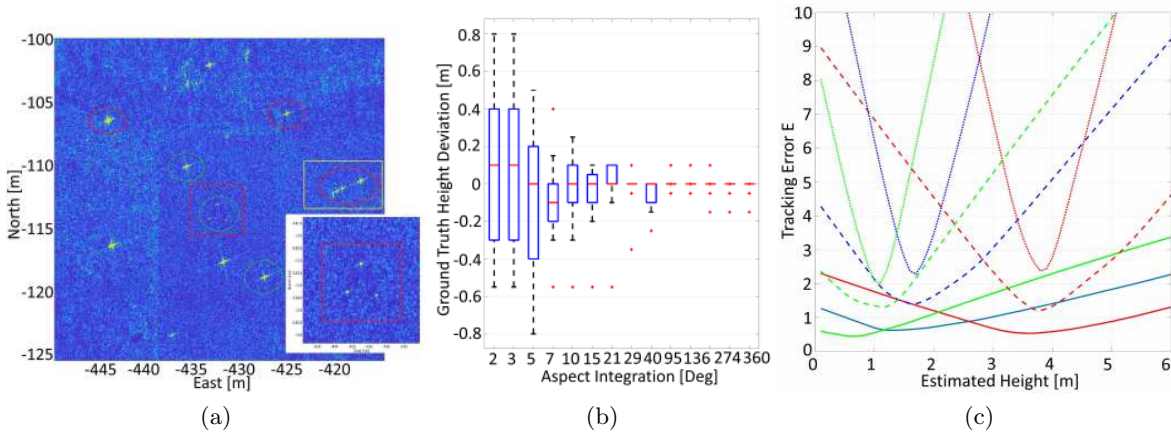 -100
-105
-110
-115
-120
-125
North [m]
-445 -440 -435 -430 -425 -420
East [m]
(a)
0.8
0.6
0.4
0.2
0
-0.2
-0.4
-0.6
-0.8
Ground Truth Height Deviation [m]
2 3 5 7 10 15 21 29 40 95 136 274 360
Aspect Integration [Deg]
(b)
10
9
8
7
6
5
4
3
2
1
0
Tracking Error E
0 1 2 3 4 5 6
Estimated Height [m]
(c)